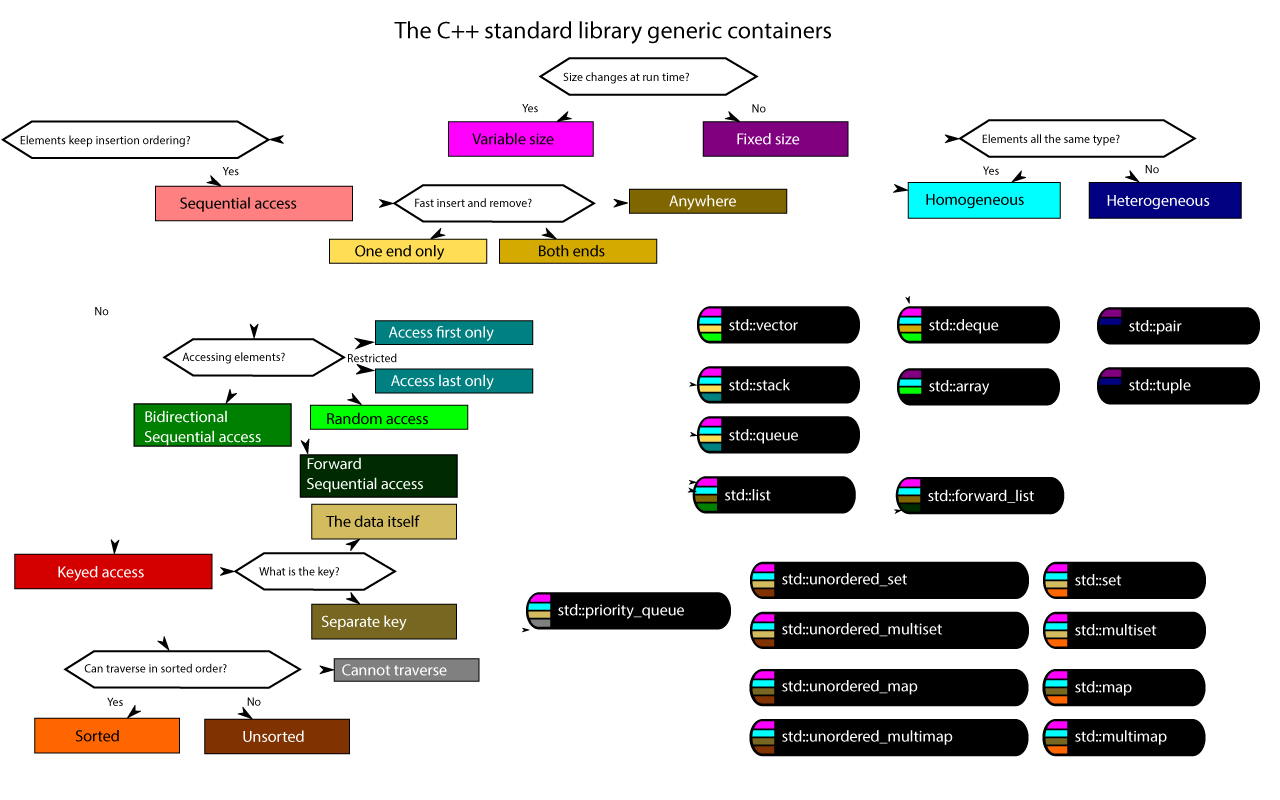 The C++ standard library generic containers
Size changes at run time?
Yes
No
Variable size
Fixed size
Elements keep insertion ordering?
Yes
Sequential access
Elements all the same type?
Yes
No
Homogeneous
Heterogeneous
Fast insert and remove?
Anywhere
One end only
Both ends
No
Accessing elements?
Access first only
Restricted
Access last only
Bidirectional
Sequential access
Random access
Forward
Sequential access
The data itself
Keyed access
What is the key?
Separate key
Can traverse in sorted order?
Cannot traverse
Yes
No
Sorted
Unsorted
std::vector
std::deque
std::pair
std::stack
std::array
std::tuple
std::queue
std::list
std::forward_list
std::priority_queue
std::unordered_set
std::set
std::unordered_multiset
std::multiset
std::unordered_map
std::map
std::unordered_multimap
std::multimap